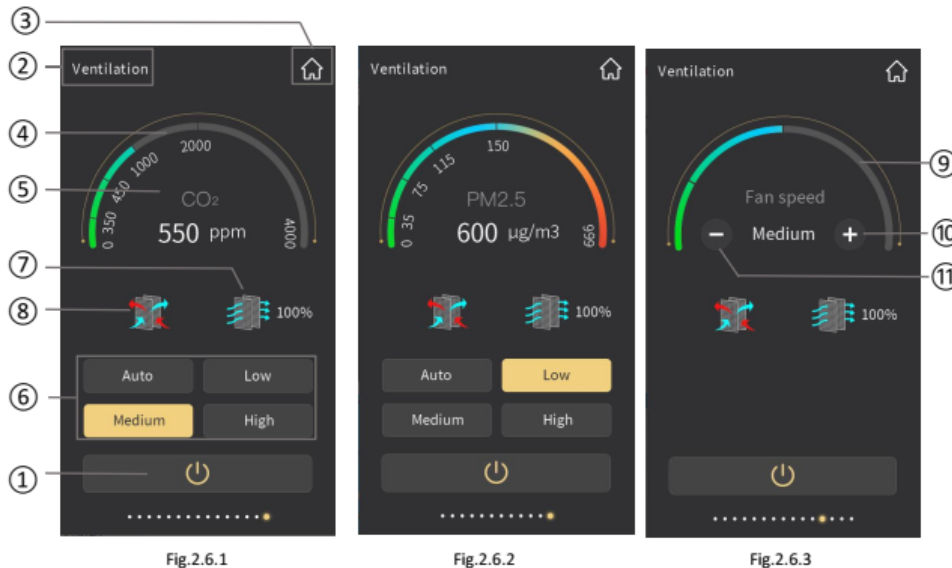 ③
② Ventilation
④
2000
1000
450
350
0
4000
⑤
CO₂
550 ppm
⑦
⑧
100%
⑥
Auto Low
Medium High
①
Fig.2.6.1
Ventilation
150
115
75
35
0
999
PM2.5
600 µg/m3
100%
Auto Low
Medium High
Fig.2.6.2
Ventilation
⑨
Fan speed
− Medium +
⑩
⑪
100%
Fig.2.6.3